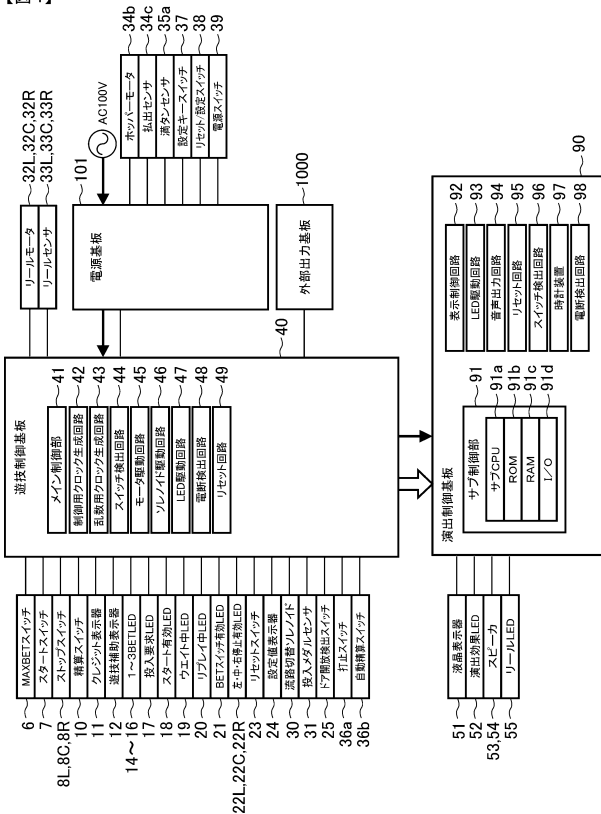 34b ホッパーモータ
34c 払出センサ
35a 満タンセンサ
37 設定キースイッチ
38 リセット/設定スイッチ
39 電源スイッチ
AC100V
32L,32C,32R リールモータ
33L,33C,33R リールセンサ
101
電源基板
1000
外部出力基板
40
遊技制御基板
メイン制御部 41
制御用クロック生成回路 42
乱数用クロック生成回路 43
スイッチ検出回路 44
モータ駆動回路 45
ソレノイド駆動回路 46
LED駆動回路 47
電断検出回路 48
リセット回路 49
6 MAXBETスイッチ
7 スタートスイッチ
8L,8C,8R ストップスイッチ
10 精算スイッチ
11 クレジット表示器
12 遊技補助表示器
14〜16 1〜3BETLED
17 投入要求LED
18 スタート有効LED
19 ウエイト中LED
20 リプレイ中LED
21 BETスイッチ有効LED
22L,22C,22R 左・中・右停止有効LED
23 リセットスイッチ
24 設定値表示器
30 流路切替ソレノイド
31 投入メダルセンサ
25 ドア開放検出スイッチ
36a 打止スイッチ
36b 自動精算スイッチ
90
演出制御基板
91
サブ制御部
サブCPU 91a
ROM 91b
RAM 91c
I/O 91d
表示制御回路 92
LED駆動回路 93
音声出力回路 94
リセット回路 95
スイッチ検出回路 96
時計装置 97
電断検出回路 98
51 液晶表示器
52 演出効果LED
53,54 スピーカ
55 リールLED